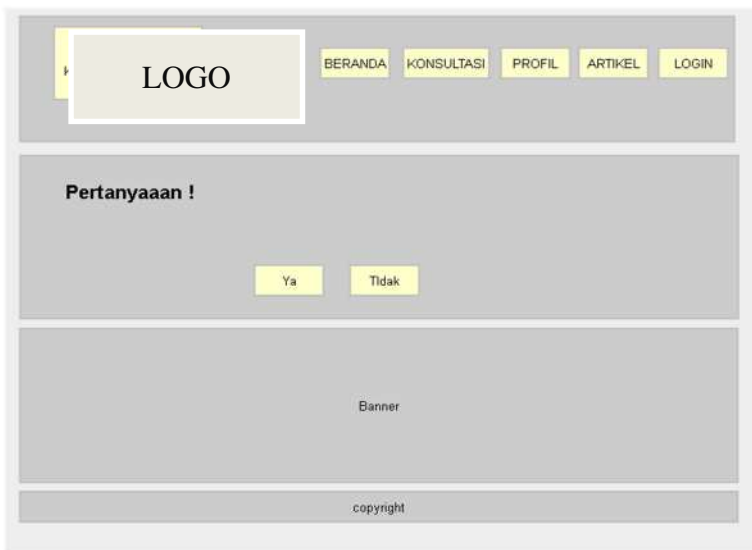 LOGO
BERANDA KONSULTASI PROFIL ARTIKEL LOGIN
Pertanyaaan !
Ya TIdak
Banner
copyright